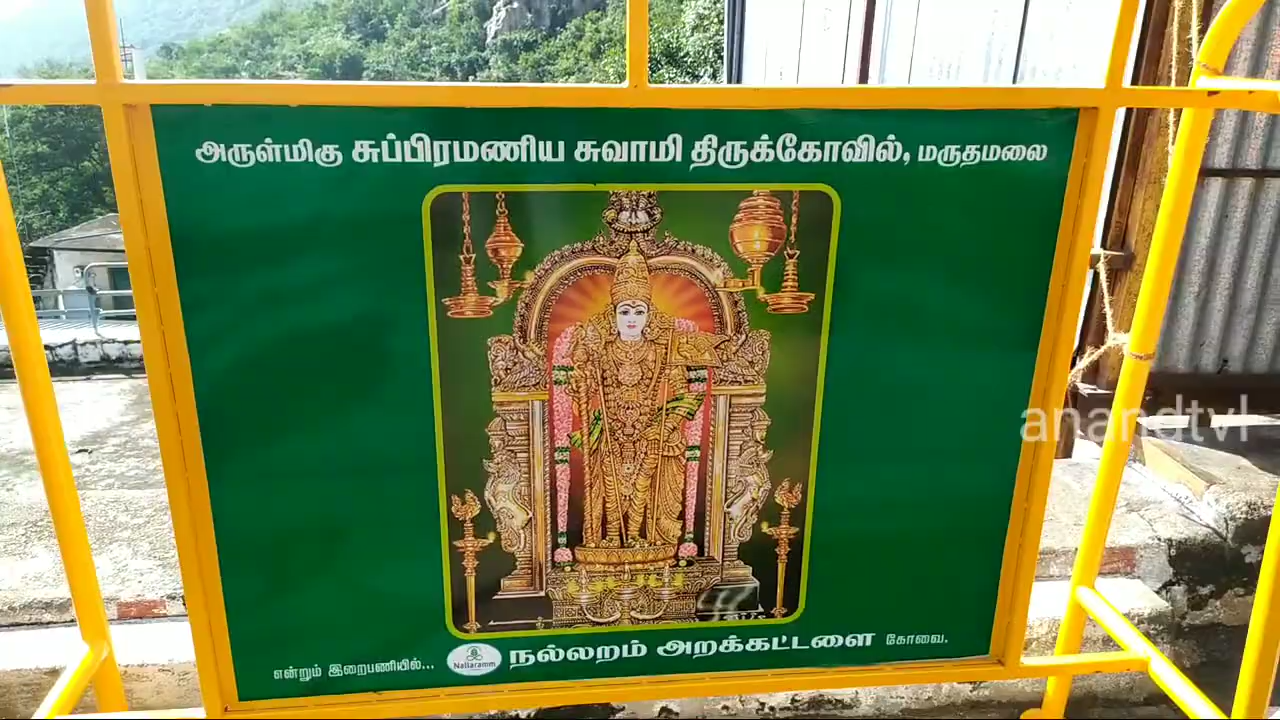 அருள்மிகு சுப்பிரமணிய சுவாமி திருக்கோவில், மருதமலை
anandtvl
என்றும் இறைபணியில்... Nallaramm நல்லறம் அறக்கட்டளை கோவை.